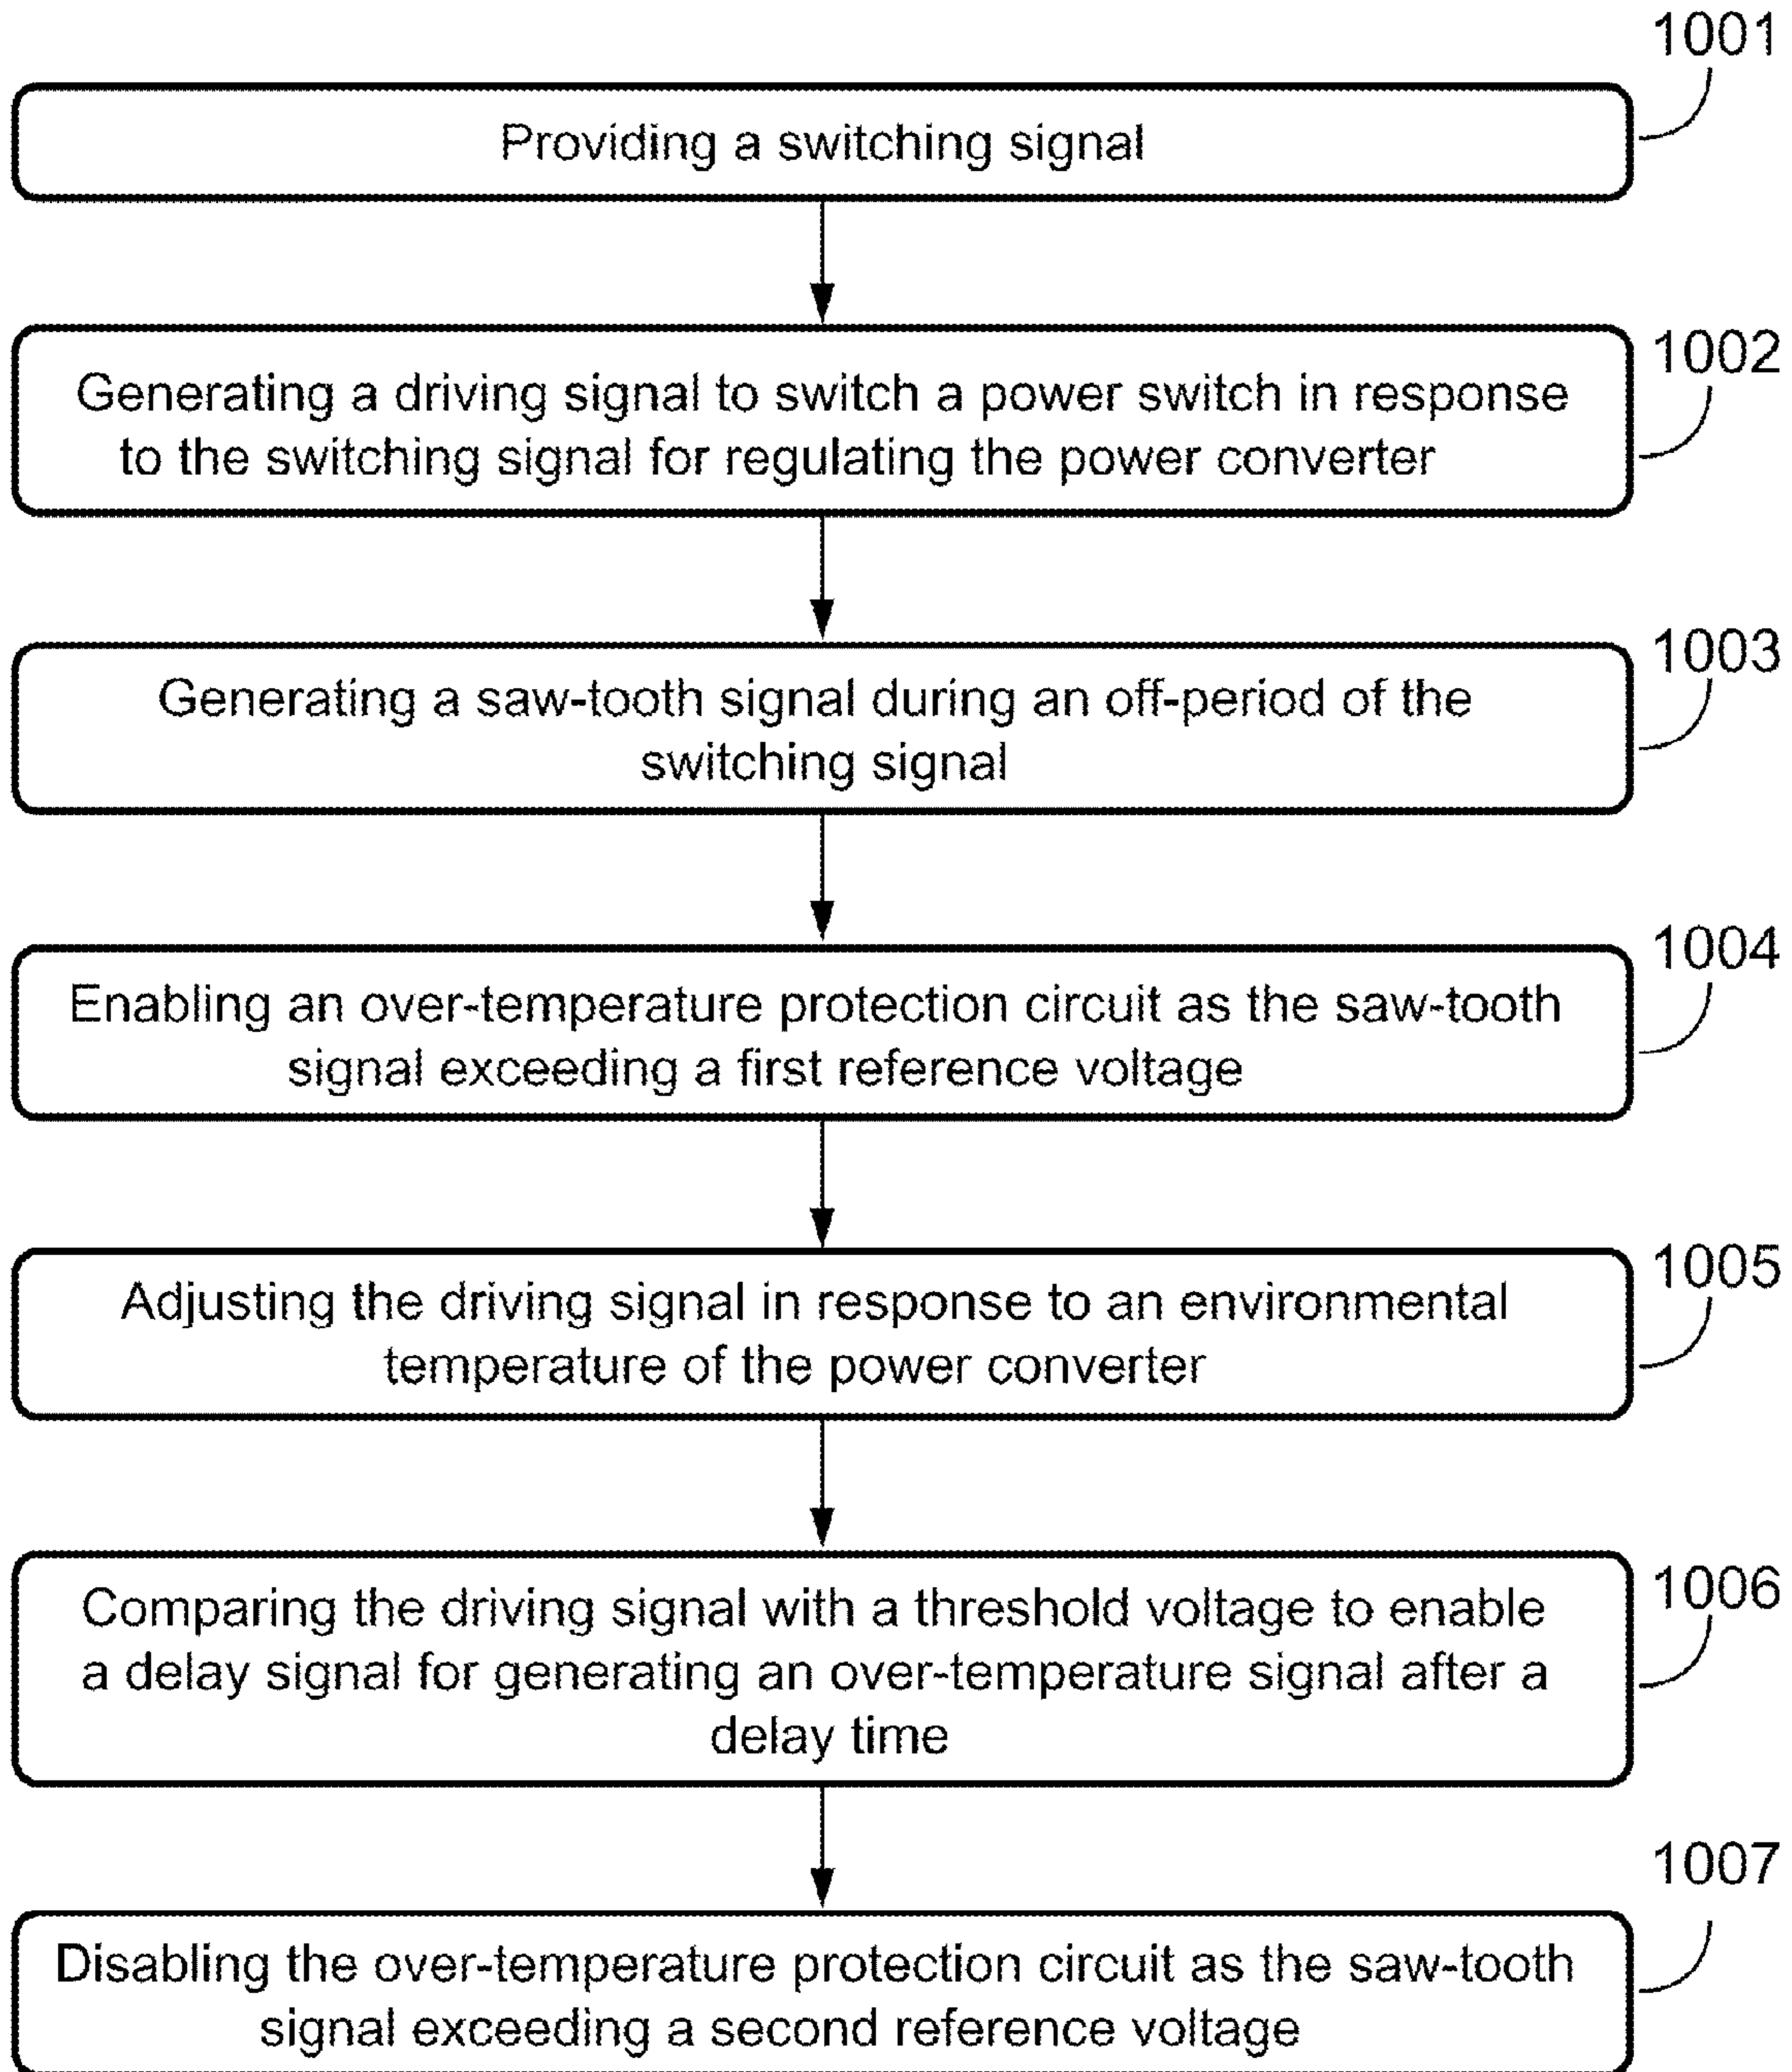 1001
Providing a switching signal
1002
Generating a driving signal to switch a power switch in response
to the switching signal for regulating the power converter
1003
Generating a saw-tooth signal during an off-period of the
switching signal
1004
Enabling an over-temperature protection circuit as the saw-tooth
signal exceeding a first reference voltage
1005
Adjusting the driving signal in response to an environmental
temperature of the power converter
1006
Comparing the driving signal with a threshold voltage to enable
a delay signal for generating an over-temperature signal after a
delay time
1007
Disabling the over-temperature protection circuit as the saw-tooth
signal exceeding a second reference voltage